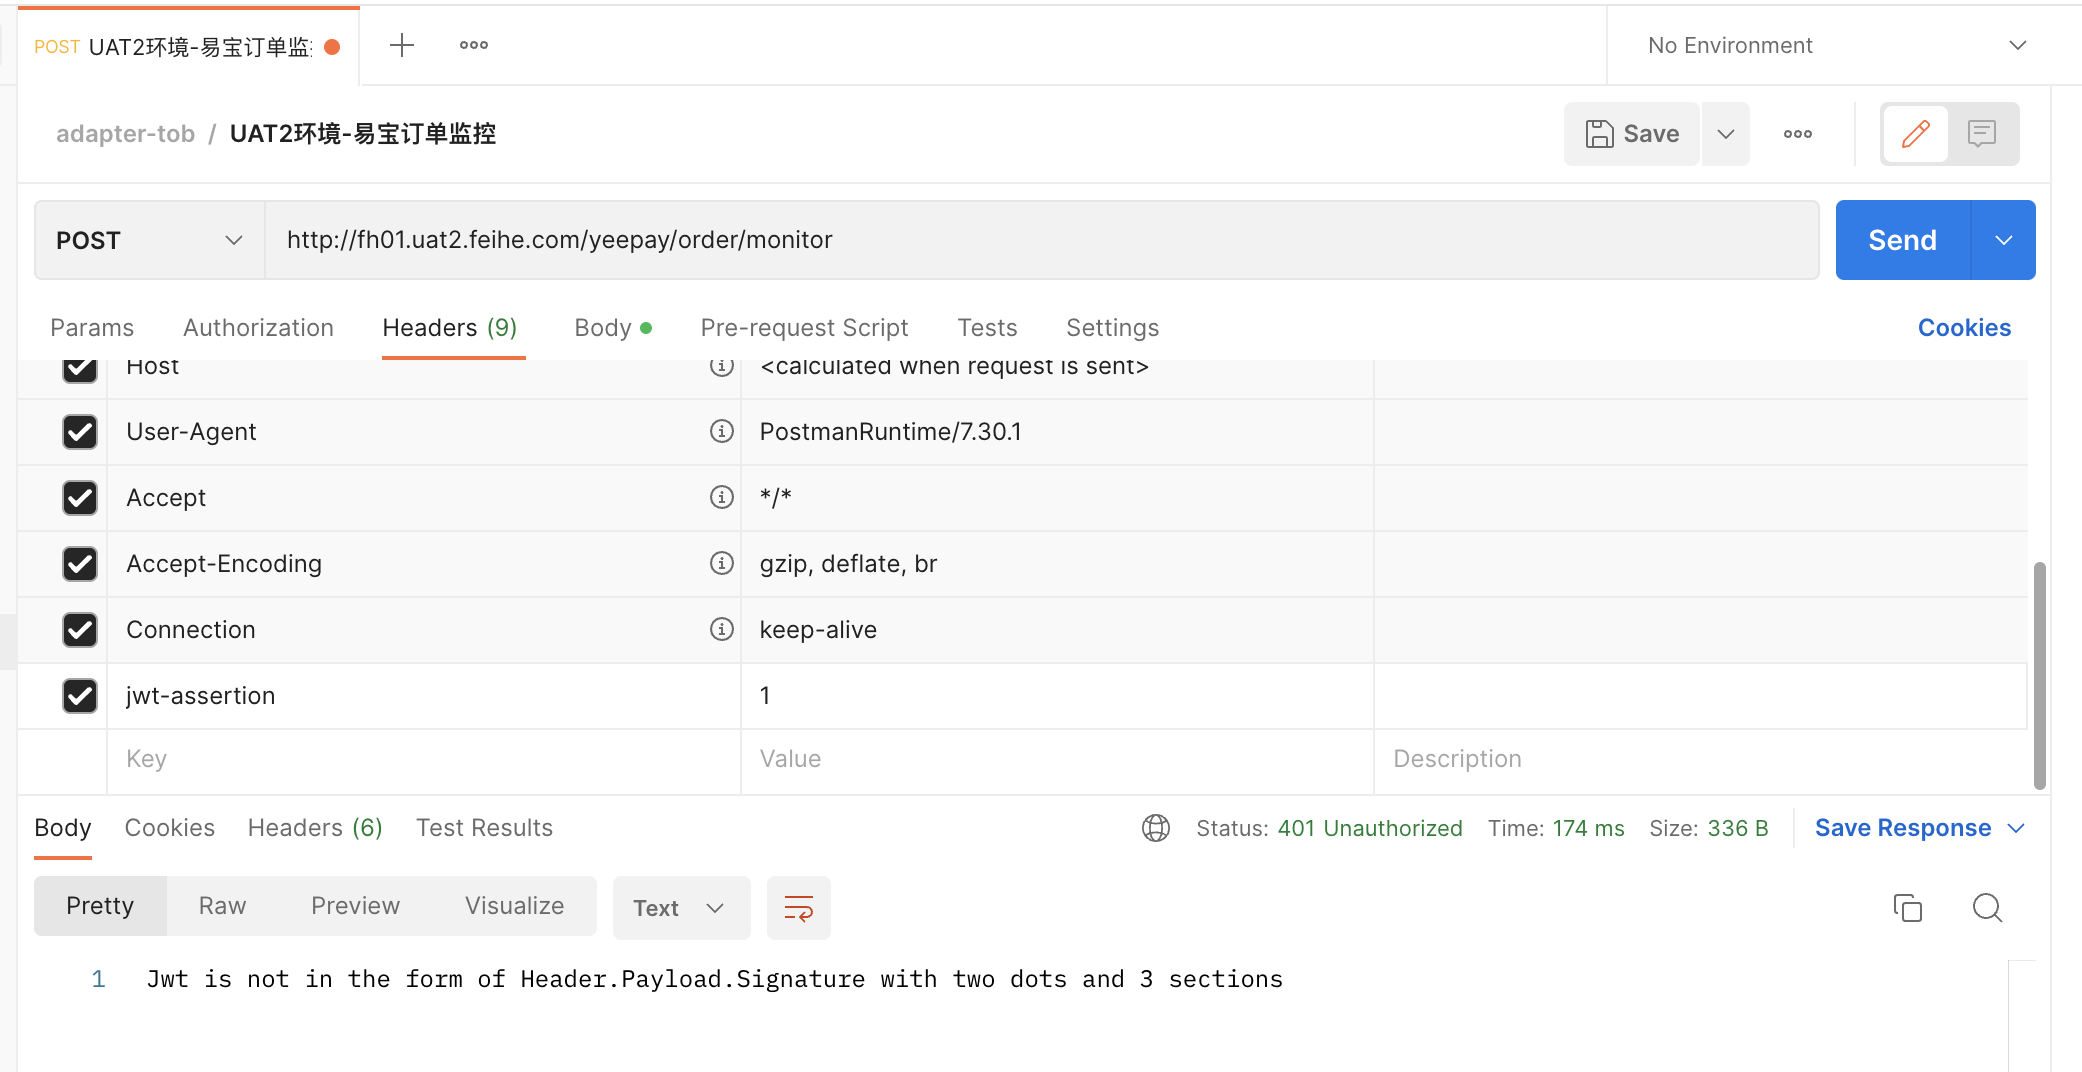 POST UAT2环境-易宝订单监
No Environment
adapter-tob / UAT2环境-易宝订单监控
Save
POST http://fh01.uat2.feihe.com/yeepay/order/monitor Send
Params Authorization Headers (9) Body Pre-request Script Tests Settings Cookies
Host <calculated when request is sent>
User-Agent PostmanRuntime/7.30.1
Accept */*
Accept-Encoding gzip, deflate, br
Connection keep-alive
jwt-assertion 1
Key Value Description
Body Cookies Headers (6) Test Results Status: 401 Unauthorized Time: 174 ms Size: 336 B Save Response
Pretty Raw Preview Visualize Text
1 Jwt is not in the form of Header.Payload.Signature with two dots and 3 sections